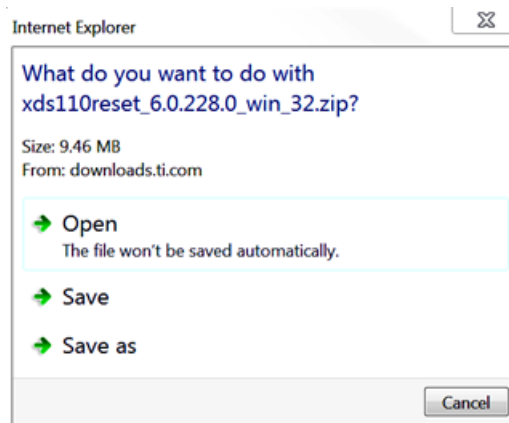 Internet Explorer
What do you want to do with
xds110reset_6.0.228.0_win_32.zip?
Size: 9.46 MB
From: downloads.ti.com
Open
The file won't be saved automatically.
Save
Save as
Cancel